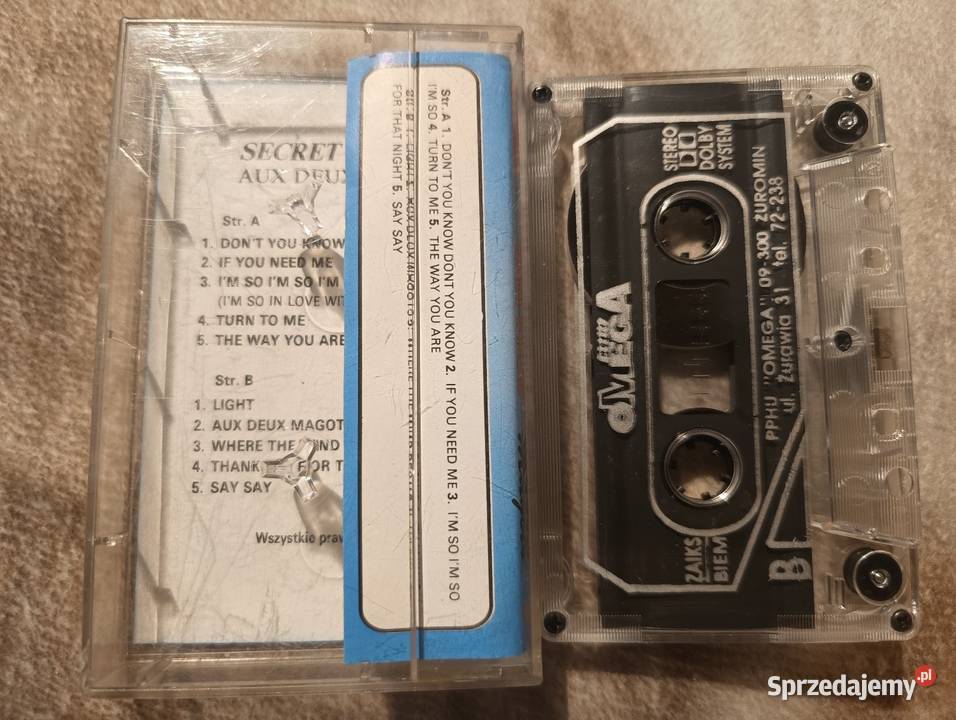 SECRET
AUX DEUX
Str. A
1. DON'T YOU KNOW
2. IF YOU NEED ME
3. I'M SO I'M SO I'M
(I'M SO IN LOVE WIT
4. TURN TO ME
5. THE WAY YOU ARE
Str. B
1. LIGHT
2. AUX DEUX MAGOT
3. WHERE THE WIND
4. THANK FOR T
5. SAY SAY
Wszystkie praw
Str. A 1. DON'T YOU KNOW DONT YOU KNOW 2. IF YOU NEED ME 3. I'M SO I'M SO
I'M SO 4. TURN TO ME 5. THE WAY YOU ARE
FOR THAT NIGHT 5. SAY SAY
STEREO
DOLBY
SYSTEM
firma
OMEGA
PPHU "OMEGA" 09-300 ŻUROMIN
ul. Żurawia 31 tel. 72-238
ZAIKS
BIEM
B
Sprzedajemy.pl